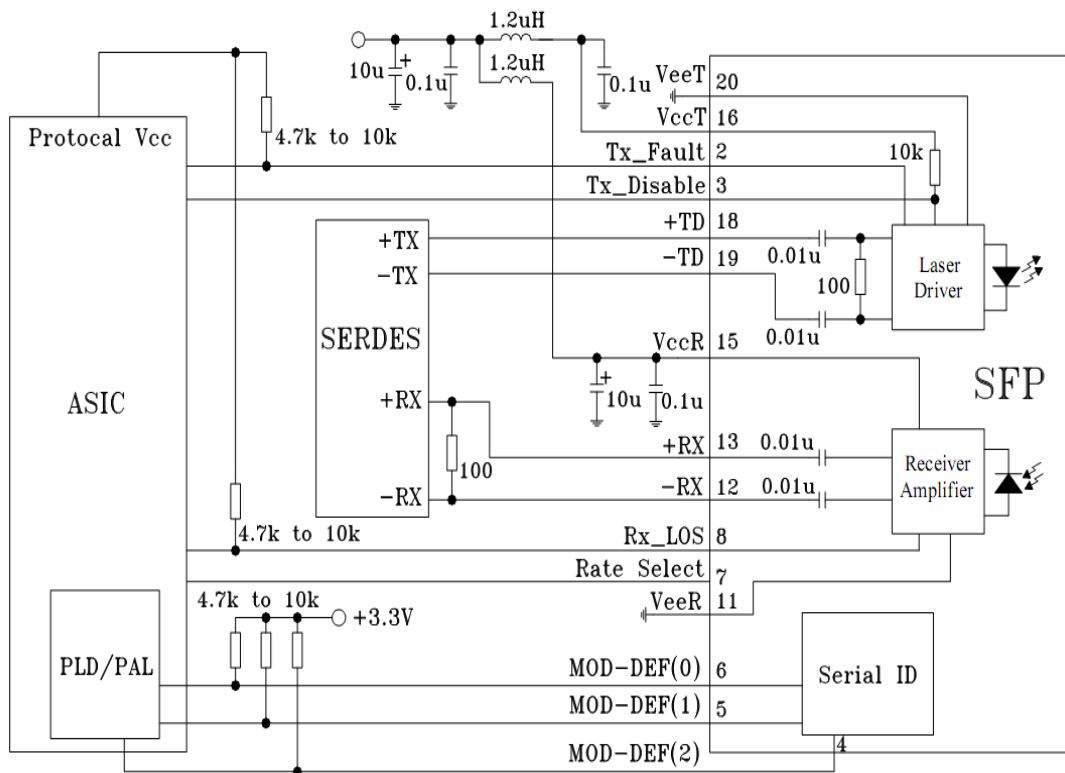 1.2uH
10u
+
0.1u
1.2uH
0.1u
VeeT 20
VccT 16
Protocal Vcc
4.7k to 10k
Tx_Fault 2
10k
Tx_Disable 3
+TD 18
+TX
0.01u
-TD 19
-TX
100
Laser
Driver
SERDES
0.01u
VccR 15
SFP
ASIC
+
10u
0.1u
+RX
+RX 13 0.01u
100
Receiver
Amplifier
-RX
-RX 12 0.01u
4.7k to 10k
Rx_LOS 8
Rate Select 7
4.7k to 10k
VeeR 11
+3.3V
PLD/PAL
MOD-DEF(0) 6
Serial ID
MOD-DEF(1) 5
MOD-DEF(2) 4